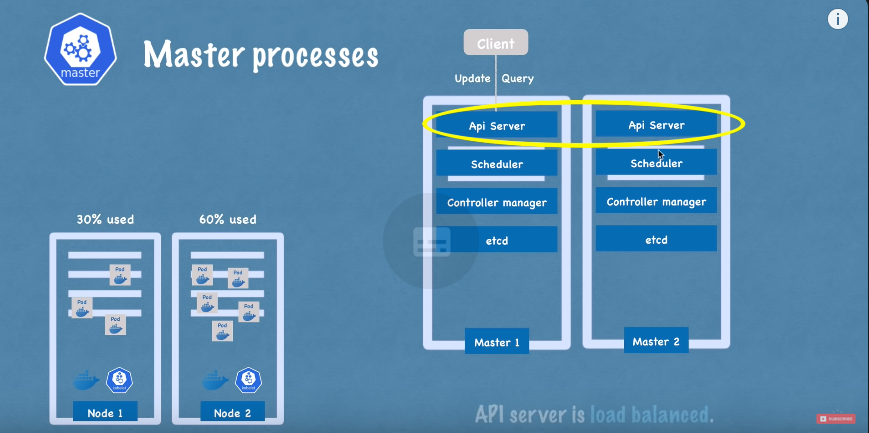 master
Master processes
i
Client
Update Query
Api Server
Scheduler
Controller manager
etcd
Master 1
Api Server
Scheduler
Controller manager
etcd
Master 2
30% used
Pod
Pod
Pod
kubelet
Node 1
60% used
Pod
Pod
Pod
Pod
Pod
kubelet
Node 2
API server is load balanced.
SUBSCRIBE